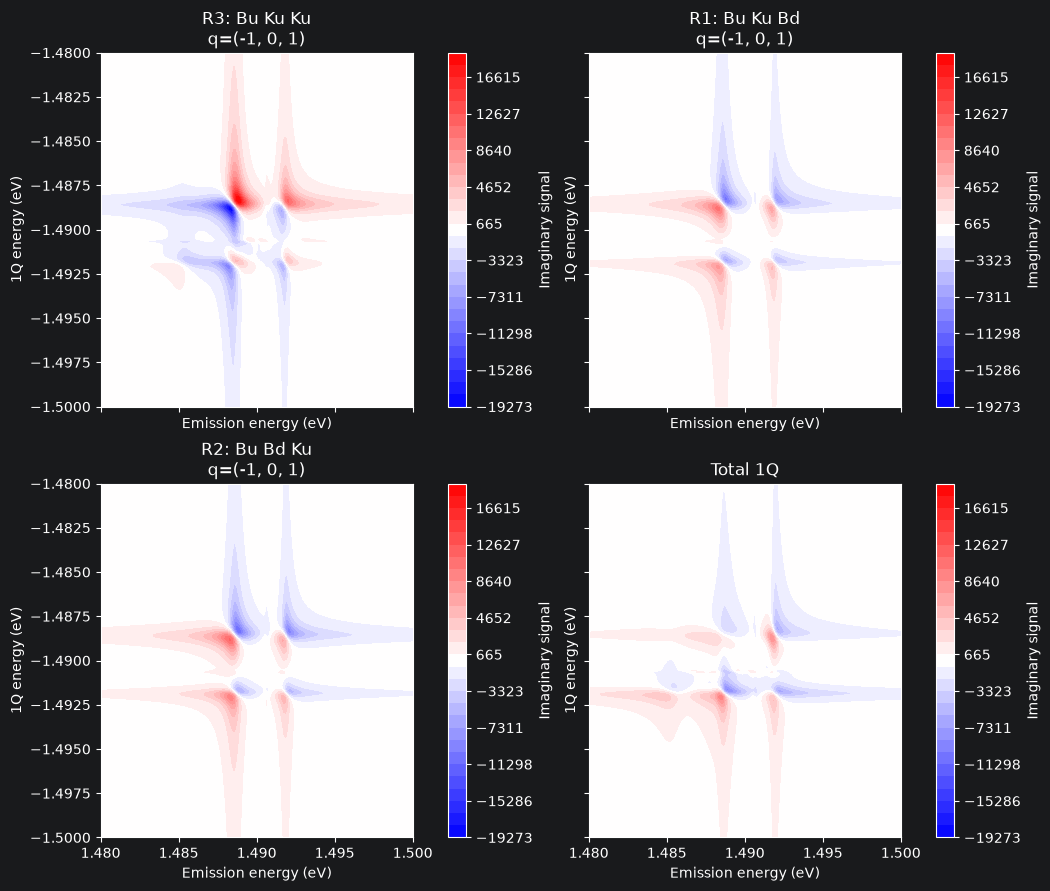 R3: Bu Ku Ku
q=(-1, 0, 1)
−1.4800
−1.4825
−1.4850
−1.4875
−1.4900
−1.4925
−1.4950
−1.4975
−1.5000
1Q energy (eV)
Emission energy (eV)
16615
12627
8640
4652
665
−3323
−7311
−11298
−15286
−19273
Imaginary signal
R1: Bu Ku Bd
q=(-1, 0, 1)
1Q energy (eV)
Emission energy (eV)
16615
12627
8640
4652
665
−3323
−7311
−11298
−15286
−19273
Imaginary signal
R2: Bu Bd Ku
q=(-1, 0, 1)
−1.4800
−1.4825
−1.4850
−1.4875
−1.4900
−1.4925
−1.4950
−1.4975
−1.5000
1Q energy (eV)
1.480 1.485 1.490 1.495 1.500
Emission energy (eV)
16615
12627
8640
4652
665
−3323
−7311
−11298
−15286
−19273
Imaginary signal
Total 1Q
1Q energy (eV)
1.480 1.485 1.490 1.495 1.500
Emission energy (eV)
16615
12627
8640
4652
665
−3323
−7311
−11298
−15286
−19273
Imaginary signal